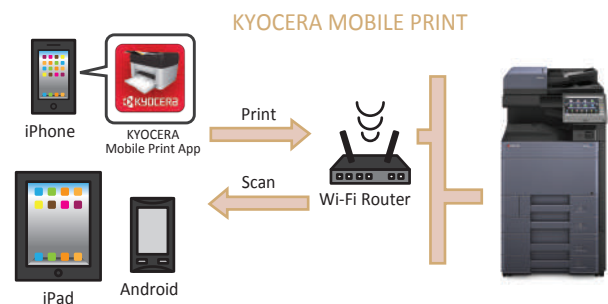 KYOCERA MOBILE PRINT
KYOCERA
iPhone
KYOCERA
Mobile Print App
Print
Scan
Wi-Fi Router
iPad
Android